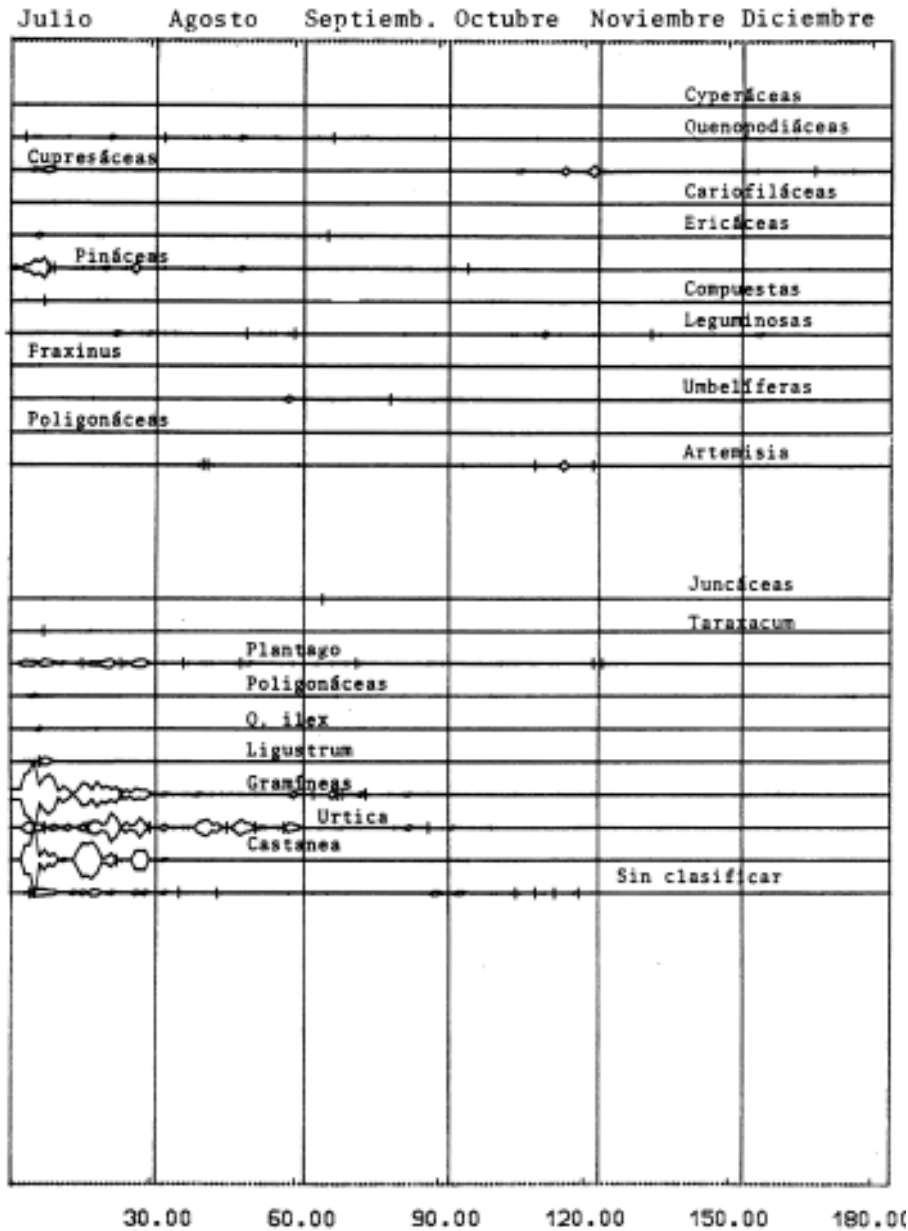 Julio Agosto Septiemb. Octubre Noviembre Diciembre
Cyperáceas
Quenopodiáceas
Cupresáceas
Cariofiláceas
Ericáceas
Pináceas
Compuestas
Leguminosas
Fraxinus
Umbelíferas
Poligonáceas
Artemisia
Juncáceas
Taraxacum
Plantago
Poligonáceas
Q. ilex
Ligustrum
Gramíneas
Urtica
Castanea
Sin clasificar
30.00 60.00 90.00 120.00 150.00 180.00